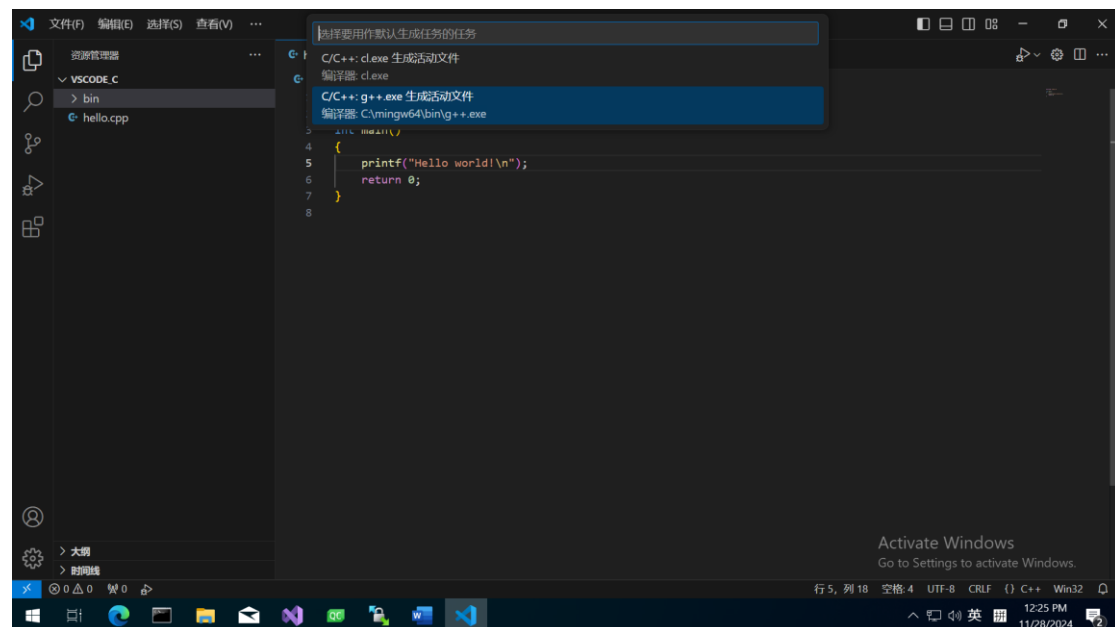 文件(F) 编辑(E) 选择(S) 查看(V) ···
选择要用作默认生成任务的任务
C/C++: cl.exe 生成活动文件
编译器: cl.exe
C/C++: g++.exe 生成活动文件
编译器: C:\mingw64\bin\g++.exe
资源管理器 ···
VSCODE_C
bin
hello.cpp
3 int main()
4 {
5 printf("Hello world!\n");
6 return 0;
7 }
8
大纲
时间线
Activate Windows
Go to Settings to activate Windows.
0 0 0
行 5, 列 18 空格: 4 UTF-8 CRLF {} C++ Win32
QC
W
英
12:25 PM
11/28/2024
2